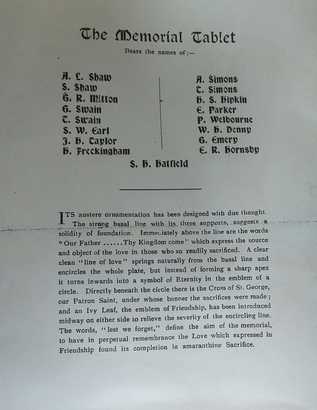 The Memorial Tablet
Bears the names of:—
A. L. Shaw
S. Shaw
G. R. Mitton
G. Swain
T. Swain
S. W. Earl
J. H. Taylor
H. Freckingham
A. Simons
T. Simons
H. S. Hipkin
E. Parker
P. Welbourne
W. H. Denny
G. Emery
E. R. Hornsby
S. H. Hatfield
ITS austere ornamentation has been designed with due thought.
The strong basal line with its three supports, suggests a
solidity of foundation. Immediately above the line are the words
"Our Father ......Thy Kingdom come" which express the source
and object of the love in those who so readily sacrificed. A clear
clean "line of love" springs naturally from the basal line and
encircles the whole plate, but instead of forming a sharp apex
it turns inwards into a symbol of Eternity in the emblem of a
circle. Directly beneath the circle there is the Cross of St. George,
our Patron Saint, under whose banner the sacrifices were made;
and an Ivy Leaf, the emblem of Friendship, has been introduced
midway on either side to relieve the severity of the encircling line.
The words, "lest we forget," define the aim of the memorial,
to have in perpetual remembrance the Love which expressed in
Friendship found its completion in amaranthine Sacrifice.